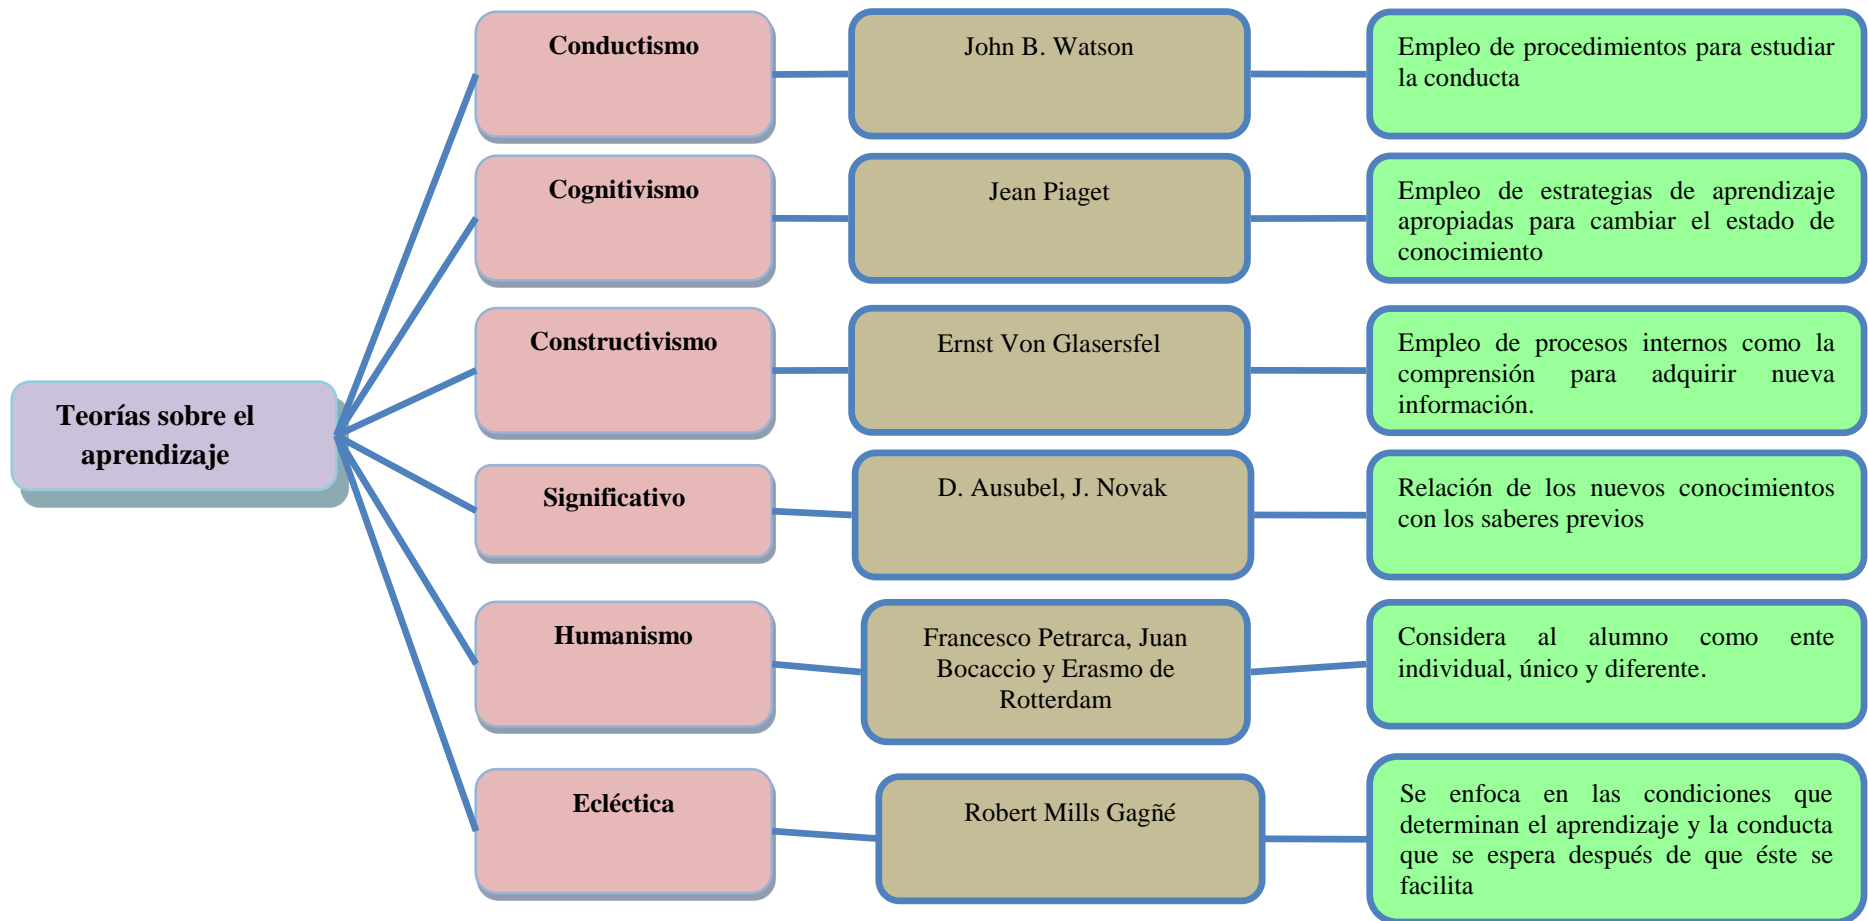 Teorías sobre el
aprendizaje
Conductismo
John B. Watson
Empleo de procedimientos para estudiar
la conducta
Cognitivismo
Jean Piaget
Empleo de estrategias de aprendizaje
apropiadas para cambiar el estado de
conocimiento
Constructivismo
Ernst Von Glasersfel
Empleo de procesos internos como la
comprensión para adquirir nueva
información.
Significativo
D. Ausubel, J. Novak
Relación de los nuevos conocimientos
con los saberes previos
Humanismo
Francesco Petrarca, Juan
Bocaccio y Erasmo de
Rotterdam
Considera al alumno como ente
individual, único y diferente.
Ecléctica
Robert Mills Gagñé
Se enfoca en las condiciones que
determinan el aprendizaje y la conducta
que se espera después de que éste se
facilita